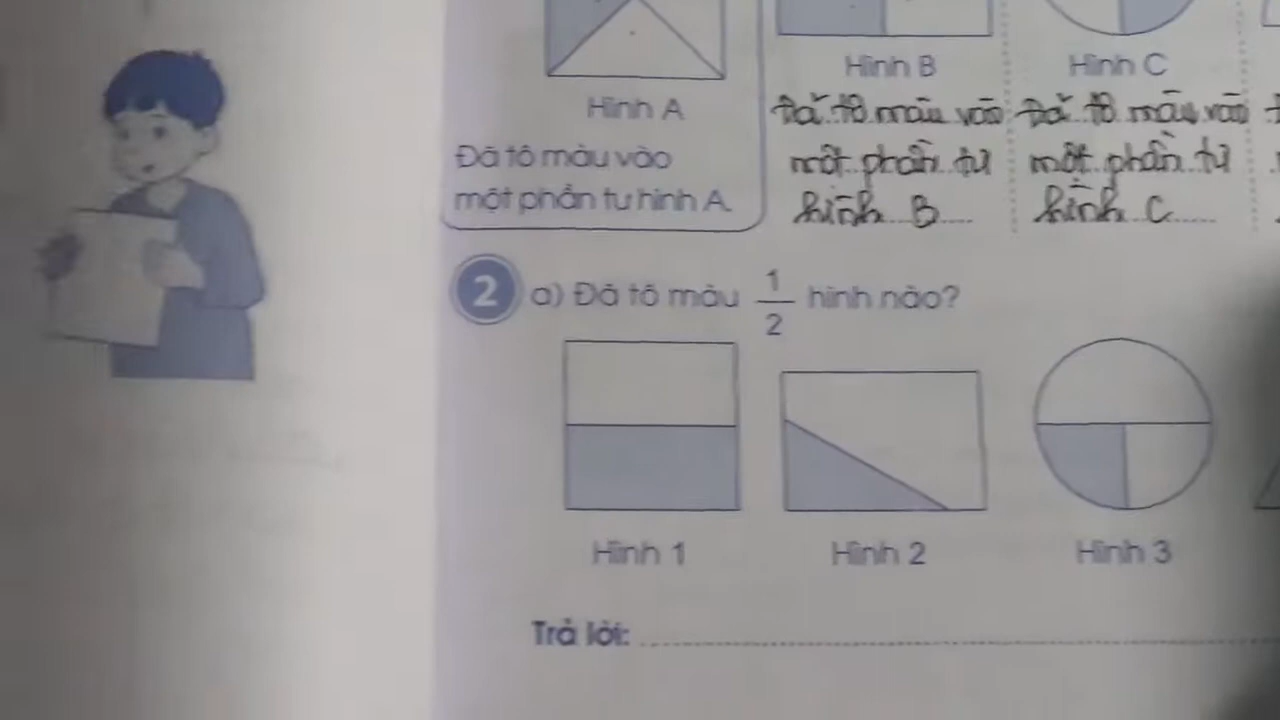 Hình B
Hình C
Hình A
Đã tô màu vào
một phần tư hình A.
Đã tô màu vào
một phần tư
hình B
Đã tô màu vào
một phần tư
hình C
2 a) Đã tô màu 1/2 hình nào?
Hình 1
Hình 2
Hình 3
Trả lời: